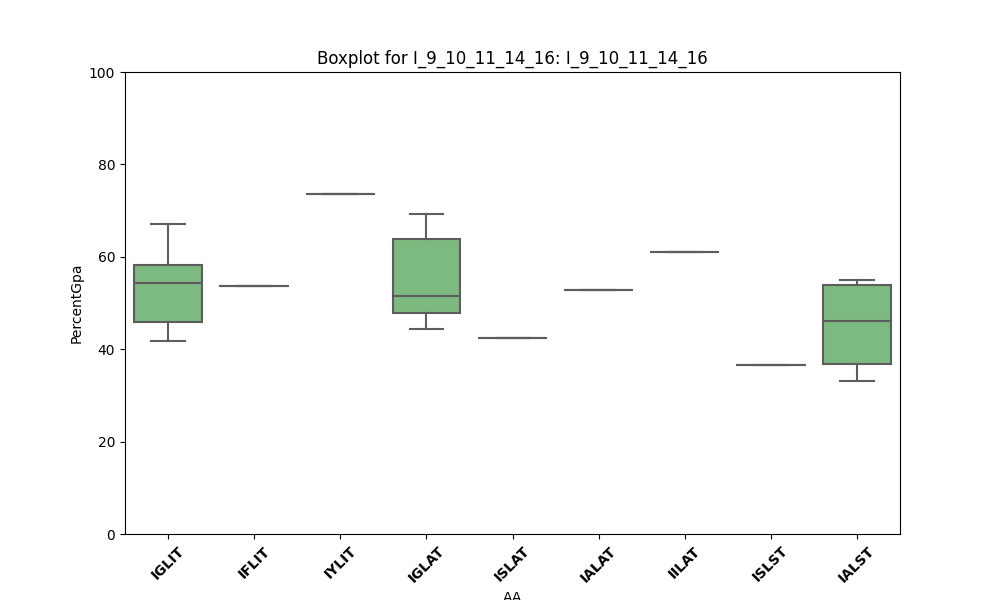 Boxplot for I_9_10_11_14_16: I_9_10_11_14_16
100
80
60
40
20
0
PercentGpa
IGLIT
IFLIT
IYLIT
IGLAT
ISLAT
IALAT
IILAT
ISLST
IALST
AA